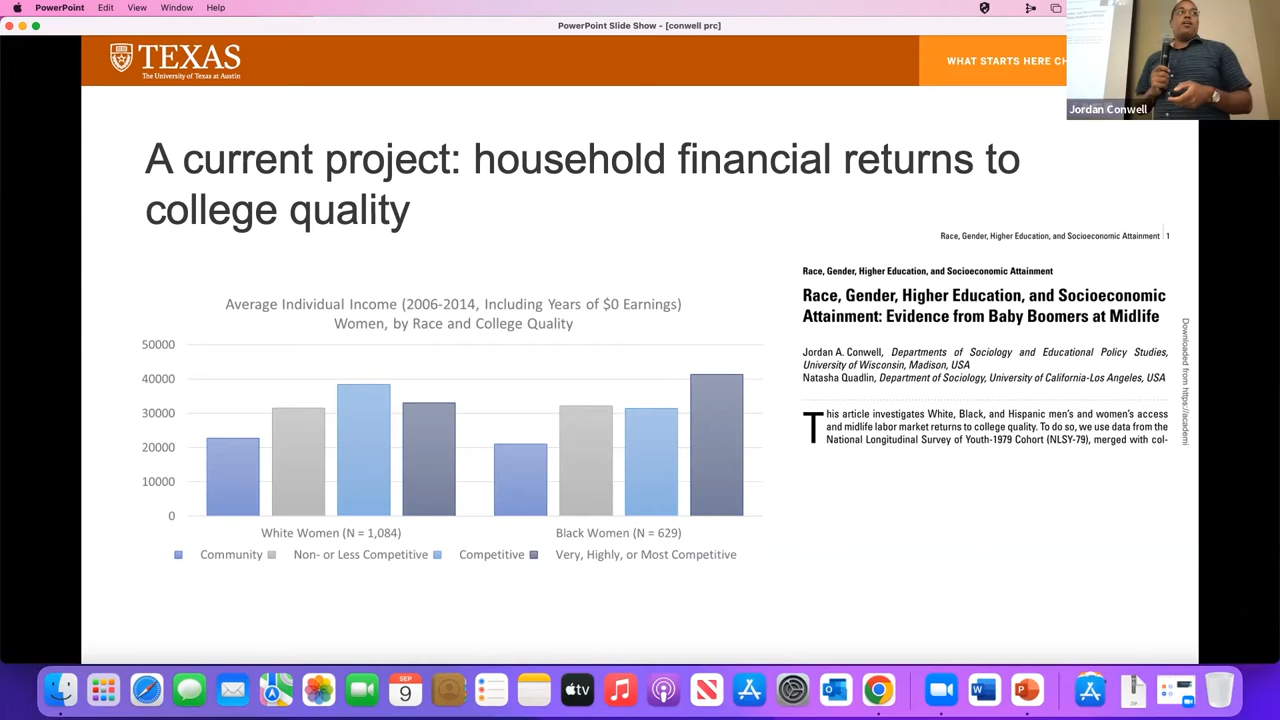 PowerPoint Edit View Window Help
PowerPoint Slide Show - [conwell prc]
TEXAS
The University of Texas at Austin
WHAT STARTS HERE CH
Jordan Conwell
A current project: household financial returns to
college quality
Race, Gender, Higher Education, and Socioeconomic Attainment 1
Race, Gender, Higher Education, and Socioeconomic Attainment
Race, Gender, Higher Education, and Socioeconomic
Attainment: Evidence from Baby Boomers at Midlife
Jordan A. Conwell, Departments of Sociology and Educational Policy Studies,
University of Wisconsin, Madison, USA
Natasha Quadlin, Department of Sociology, University of California-Los Angeles, USA
This article investigates White, Black, and Hispanic men's and women's access
and midlife labor market returns to college quality. To do so, we use data from the
National Longitudinal Survey of Youth-1979 Cohort (NLSY-79), merged with col-
Downloaded from https://academi
Average Individual Income (2006-2014, Including Years of $0 Earnings)
Women, by Race and College Quality
50000
40000
30000
20000
10000
0
White Women (N = 1,084) Black Women (N = 629)
Community Non- or Less Competitive Competitive Very, Highly, or Most Competitive
SEP
9
tv
ZIP